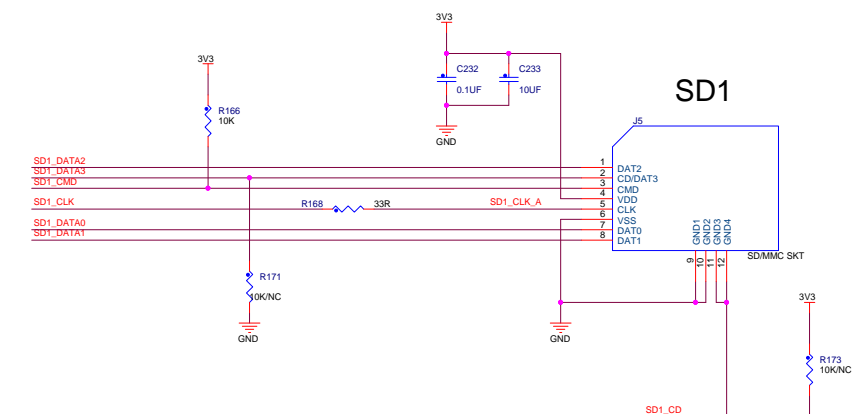 3V3
3V3
C232
C233
0.1UF
10UF
SD1
R166
10K
GND
J5
SD1_DATA2
1
DAT2
SD1_DATA3
2
CD/DAT3
SD1_CMD
3
CMD
4
VDD
SD1_CLK
R168
33R
SD1_CLK_A
5
CLK
6
VSS
SD1_DATA0
7
DAT0
SD1_DATA1
8
DAT1
GND1
GND2
GND3
GND4
9
10
11
12
SD/MMC SKT
R171
10K/NC
GND
GND
3V3
R173
10K/NC
SD1_CD